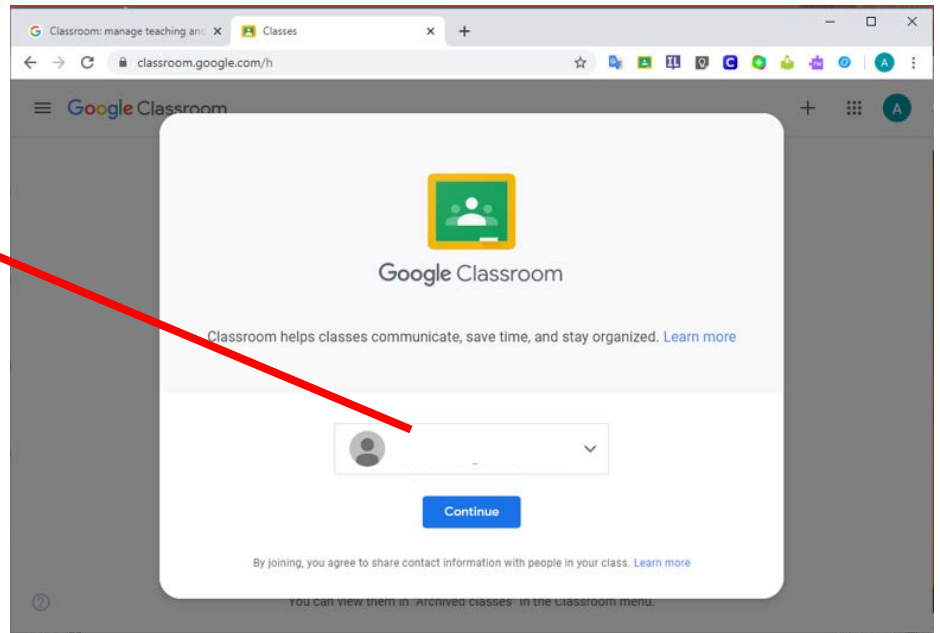 Classroom: manage teaching an
Classes
classroom.google.com/h
A
Google Classroom
A
Google Classroom
Classroom helps classes communicate, save time, and stay organized. Learn more
Continue
By joining, you agree to share contact information with people in your class. Learn more
You can view them in "Archived classes" in the Classroom menu.